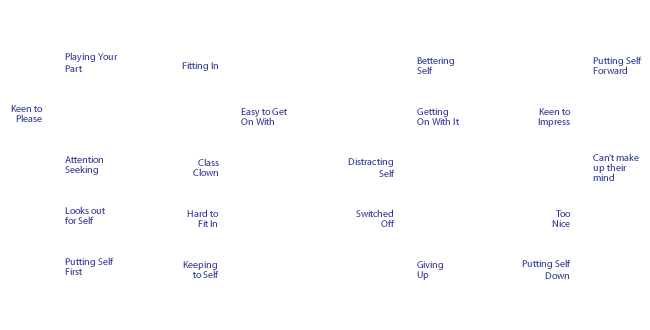 Playing Your
Part
Fitting In
Bettering
Self
Putting Self
Forward
Keen to
Please
Easy to Get
On With
Getting
On With It
Keen to
Impress
Attention
Seeking
Class
Clown
Distracting
Self
Can't make
up their
mind
Looks out
for Self
Hard to
Fit In
Switched
Off
Too
Nice
Putting Self
First
Keeping
to Self
Giving
Up
Putting Self
Down